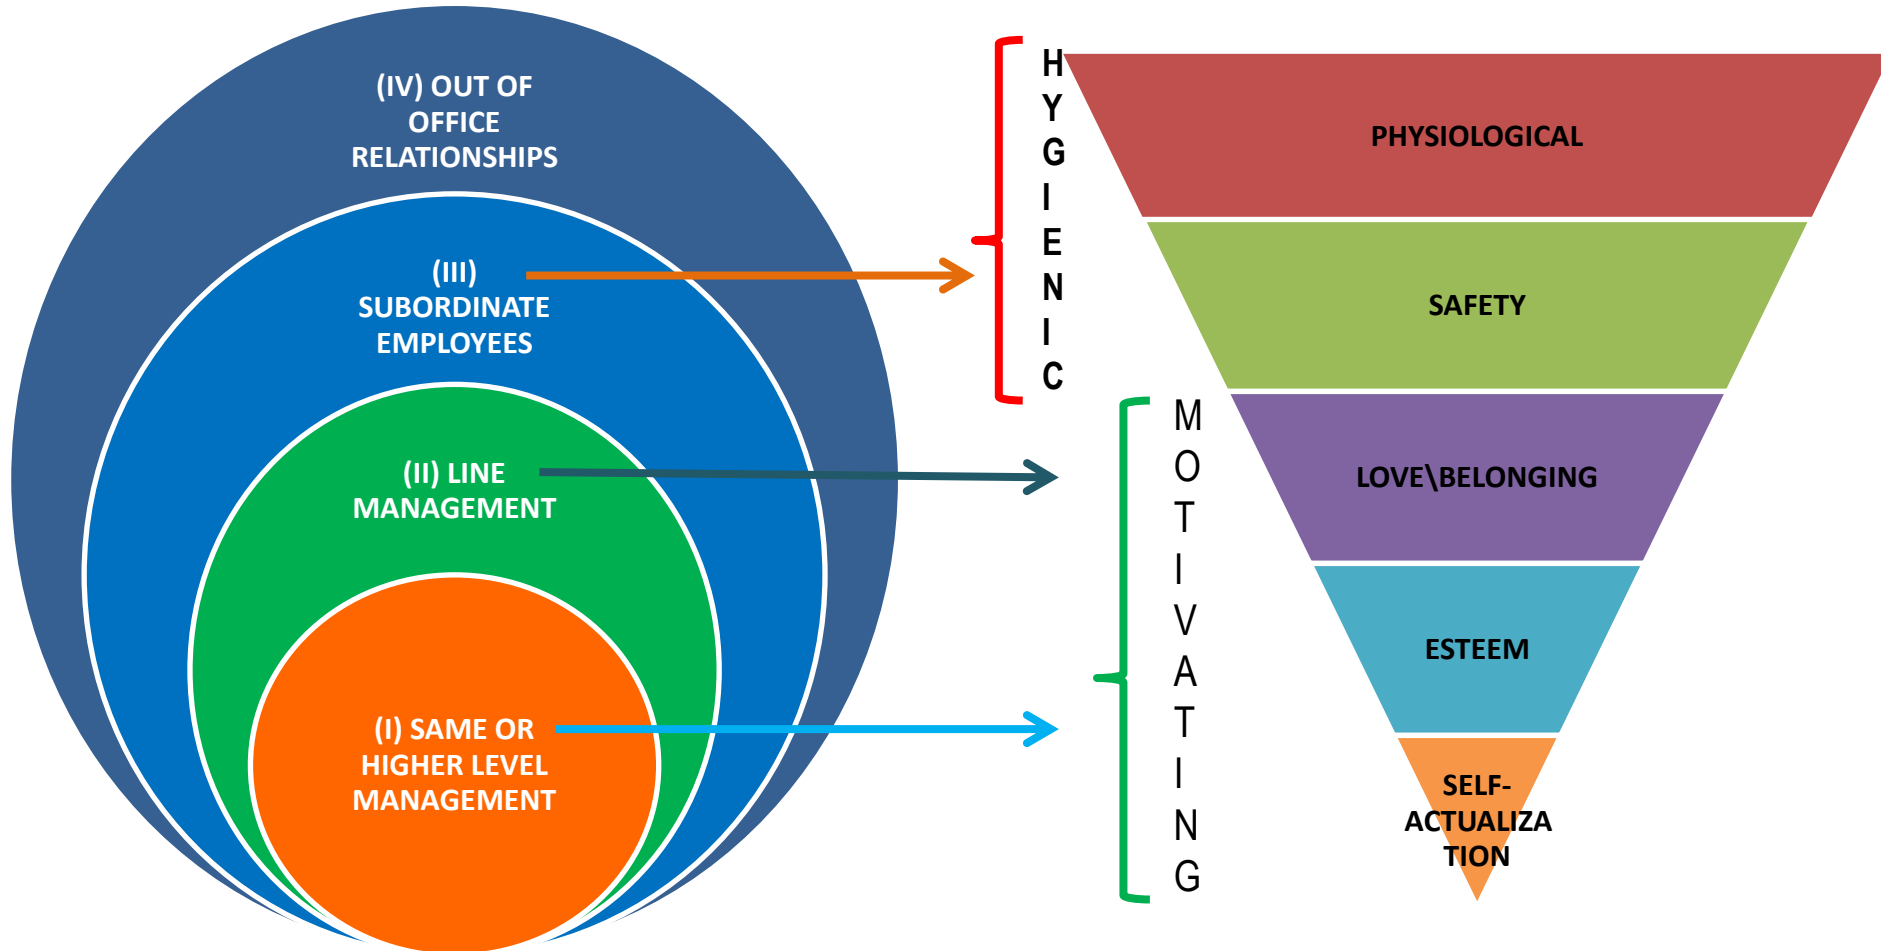 (IV) OUT OF
OFFICE
RELATIONSHIPS
(III)
SUBORDINATE
EMPLOYEES
(II) LINE
MANAGEMENT
(I) SAME OR
HIGHER LEVEL
MANAGEMENT
H
Y
G
I
E
N
I
C
M
O
T
I
V
A
T
I
N
G
PHYSIOLOGICAL
SAFETY
LOVE\BELONGING
ESTEEM
SELF-
ACTUALIZA
TION